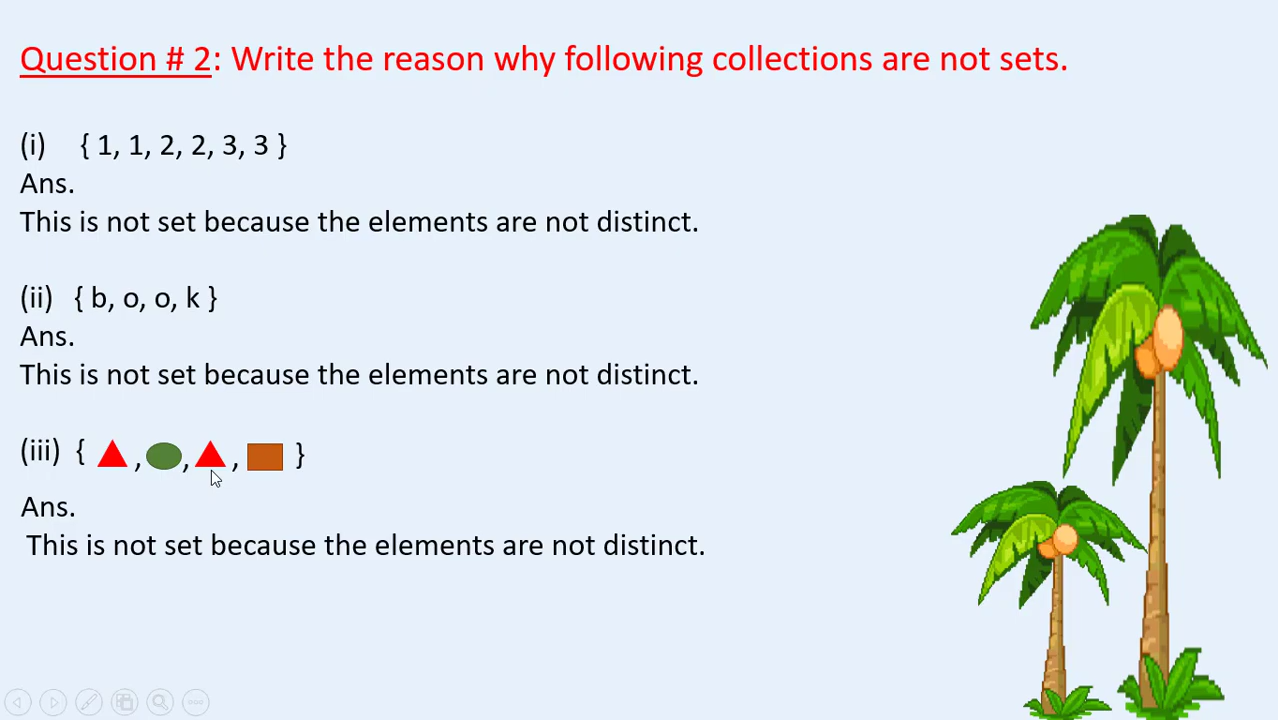 Question # 2: Write the reason why following collections are not sets.
(i) { 1, 1, 2, 2, 3, 3 }
Ans.
This is not set because the elements are not distinct.
(ii) { b, o, o, k }
Ans.
This is not set because the elements are not distinct.
(iii) { , , , }
Ans.
This is not set because the elements are not distinct.